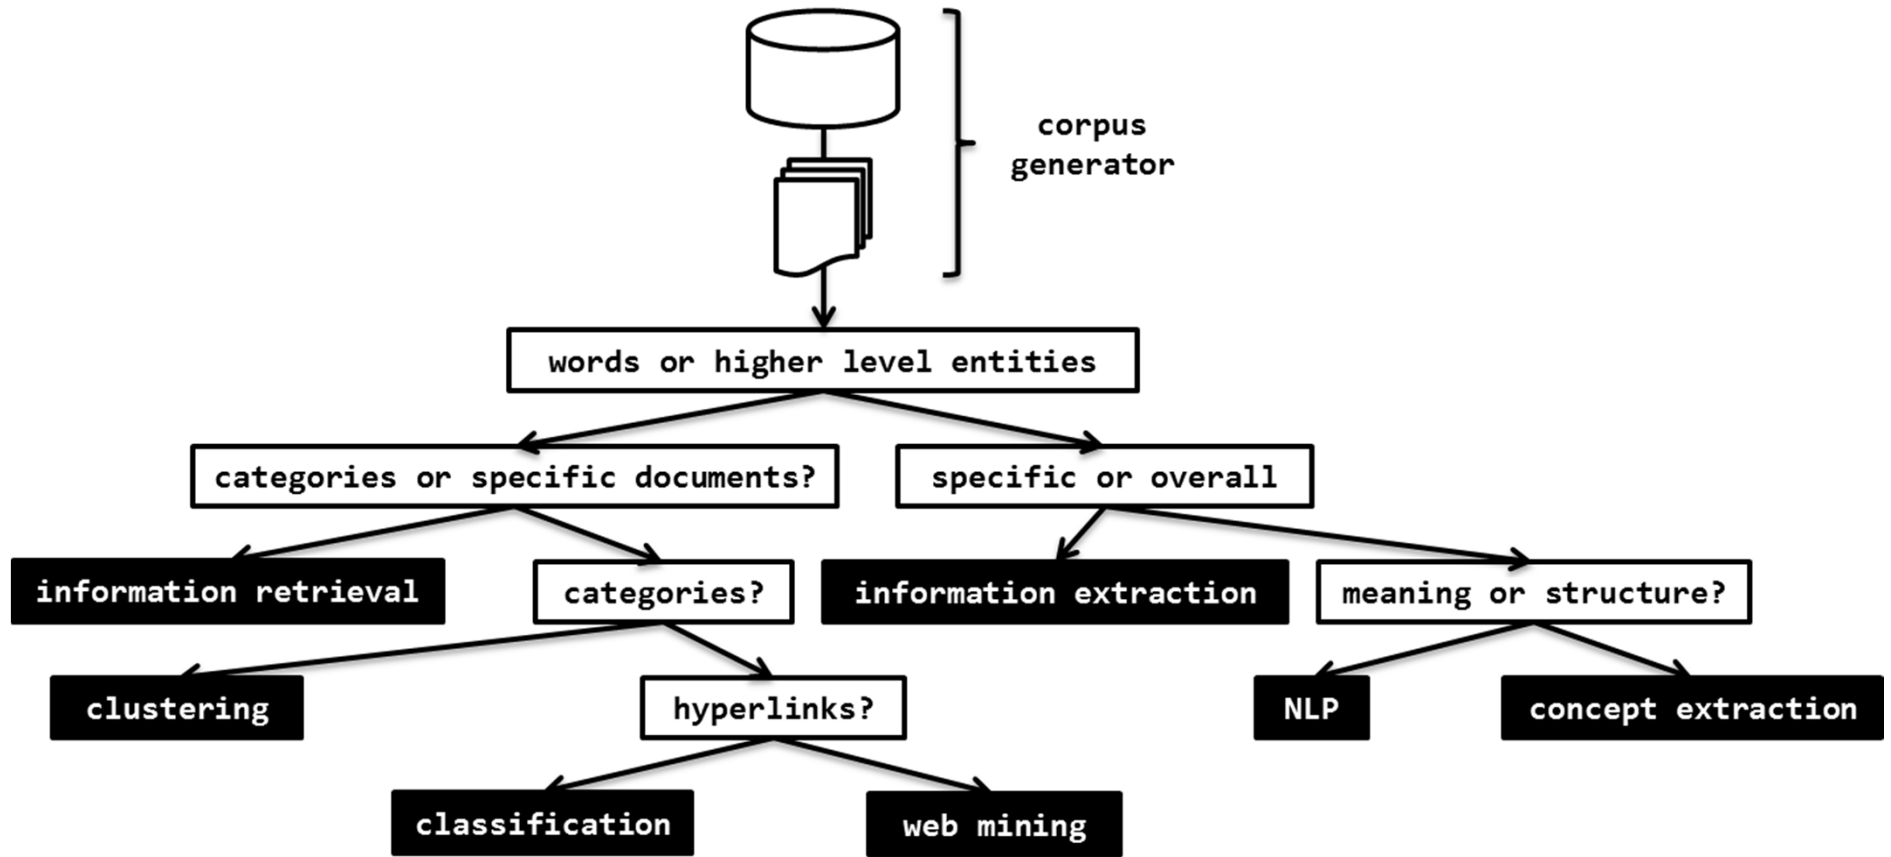 corpus
generator
words or higher level entities
categories or specific documents?
specific or overall
information retrieval
categories?
information extraction
meaning or structure?
clustering
hyperlinks?
NLP
concept extraction
classification
web mining